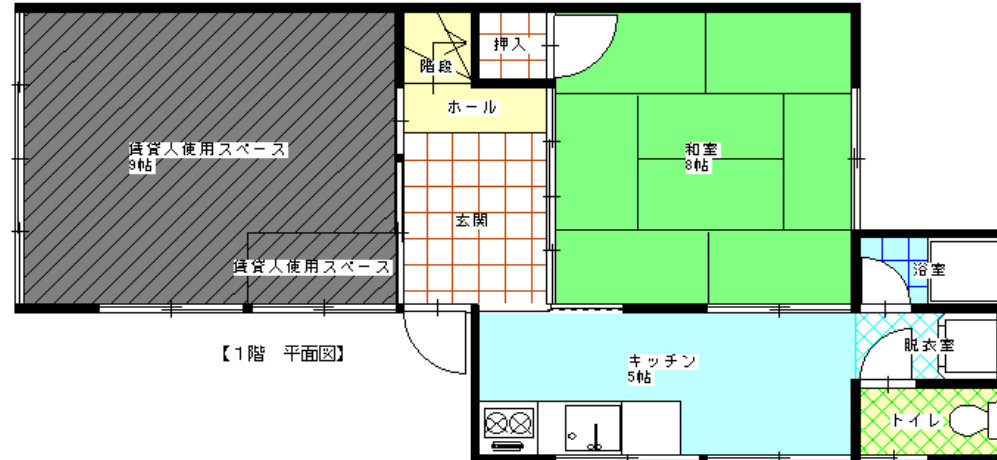 押入
階段
ホール
賃貸人使用スペース
9帖
和室
8帖
玄関
賃貸人使用スペース
浴室
【1階 平面図】
脱衣室
キッチン
5帖
トイレ